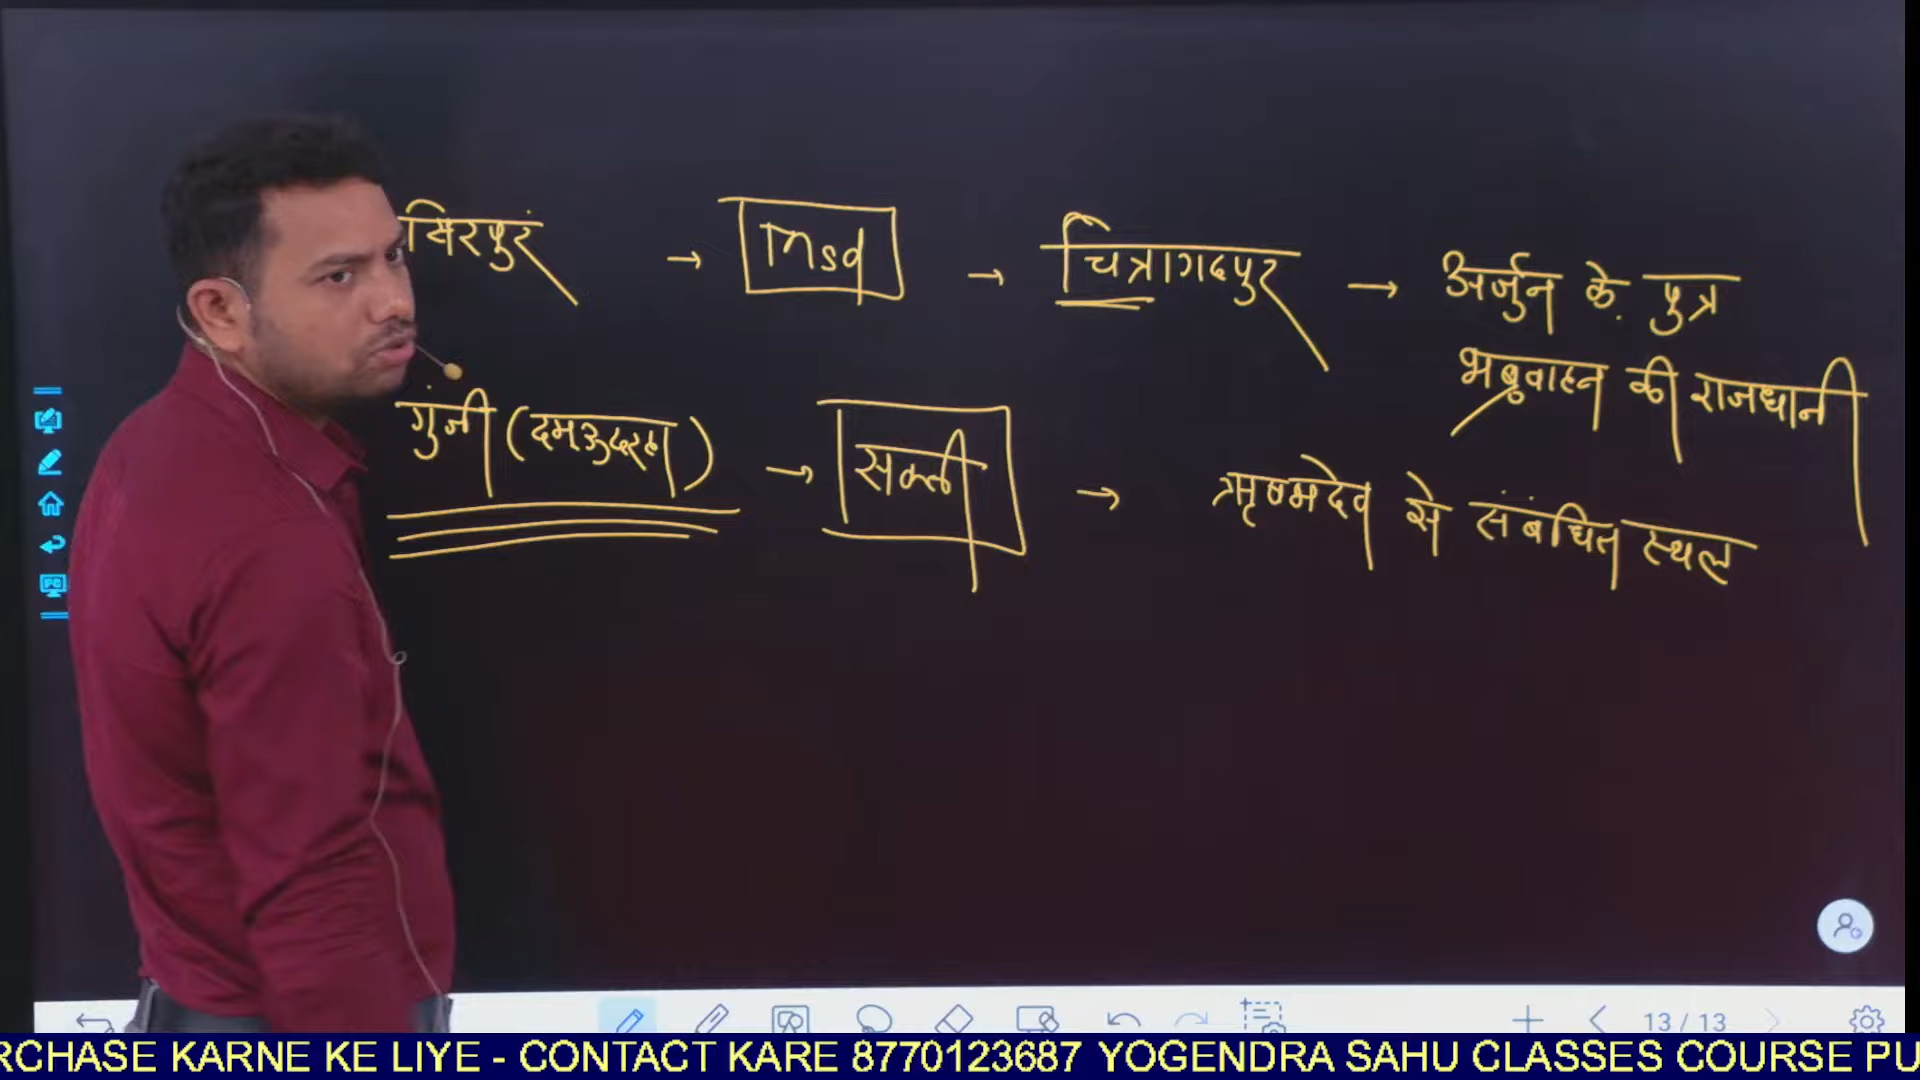 सिरपुर → Msd → चित्रागदपुर → अर्जुन के पुत्र
भब्रुवाहन की राजधानी
गुंजी (दमऊदरहा) → सक्ती → ऋषभदेव से संबंधित स्थल
13/13
RCHASE KARNE KE LIYE - CONTACT KARE 8770123687 YOGENDRA SAHU CLASSES COURSE PU